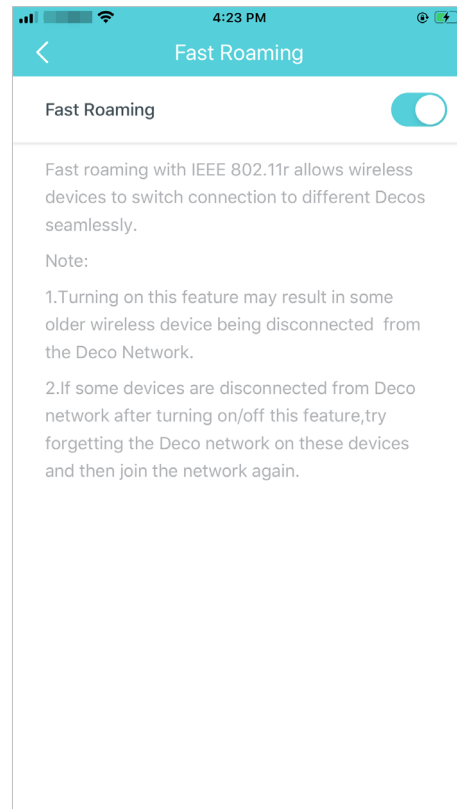 4:23 PM
Fast Roaming
Fast Roaming
Fast roaming with IEEE 802.11r allows wireless
devices to switch connection to different Decos
seamlessly.
Note:
1.Turning on this feature may result in some
older wireless device being disconnected  from
the Deco Network.
2.If some devices are disconnected from Deco
network after turning on/off this feature,try
forgetting the Deco network on these devices
and then join the network again.